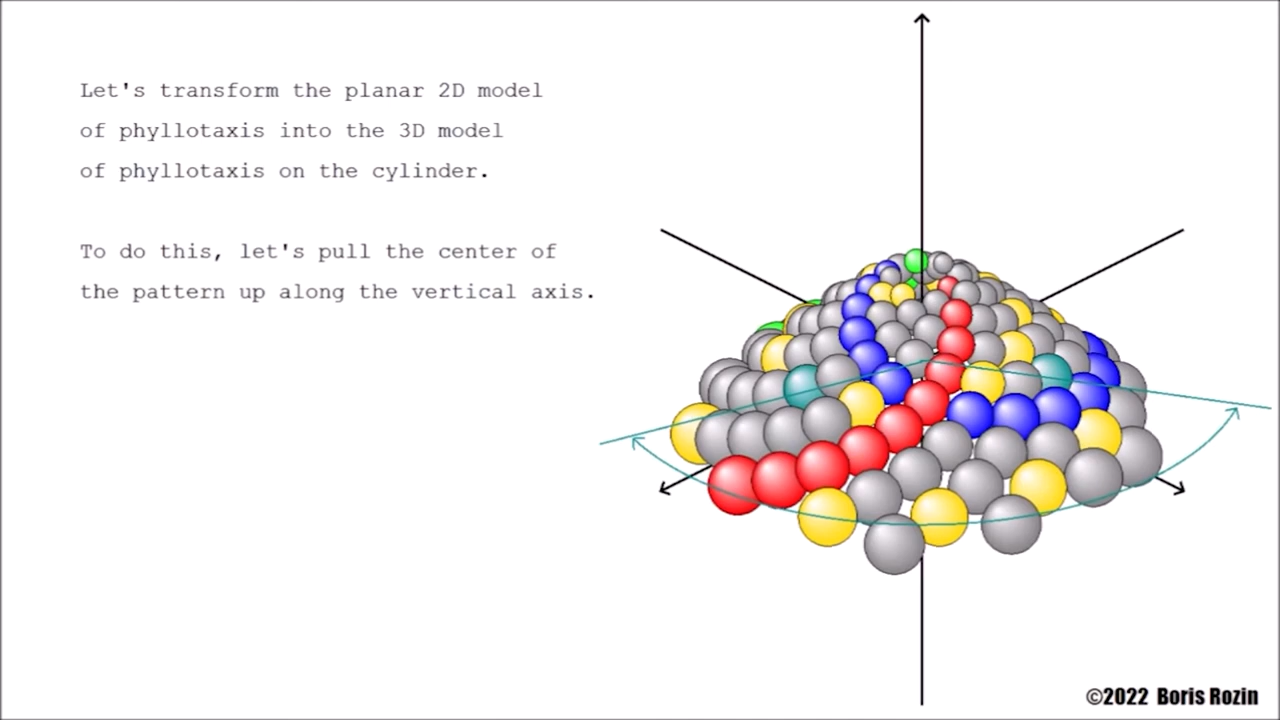 Let's transform the planar 2D model
of phyllotaxis into the 3D model
of phyllotaxis on the cylinder.
To do this, let's pull the center of
the pattern up along the vertical axis.
©2022 Boris Rozin